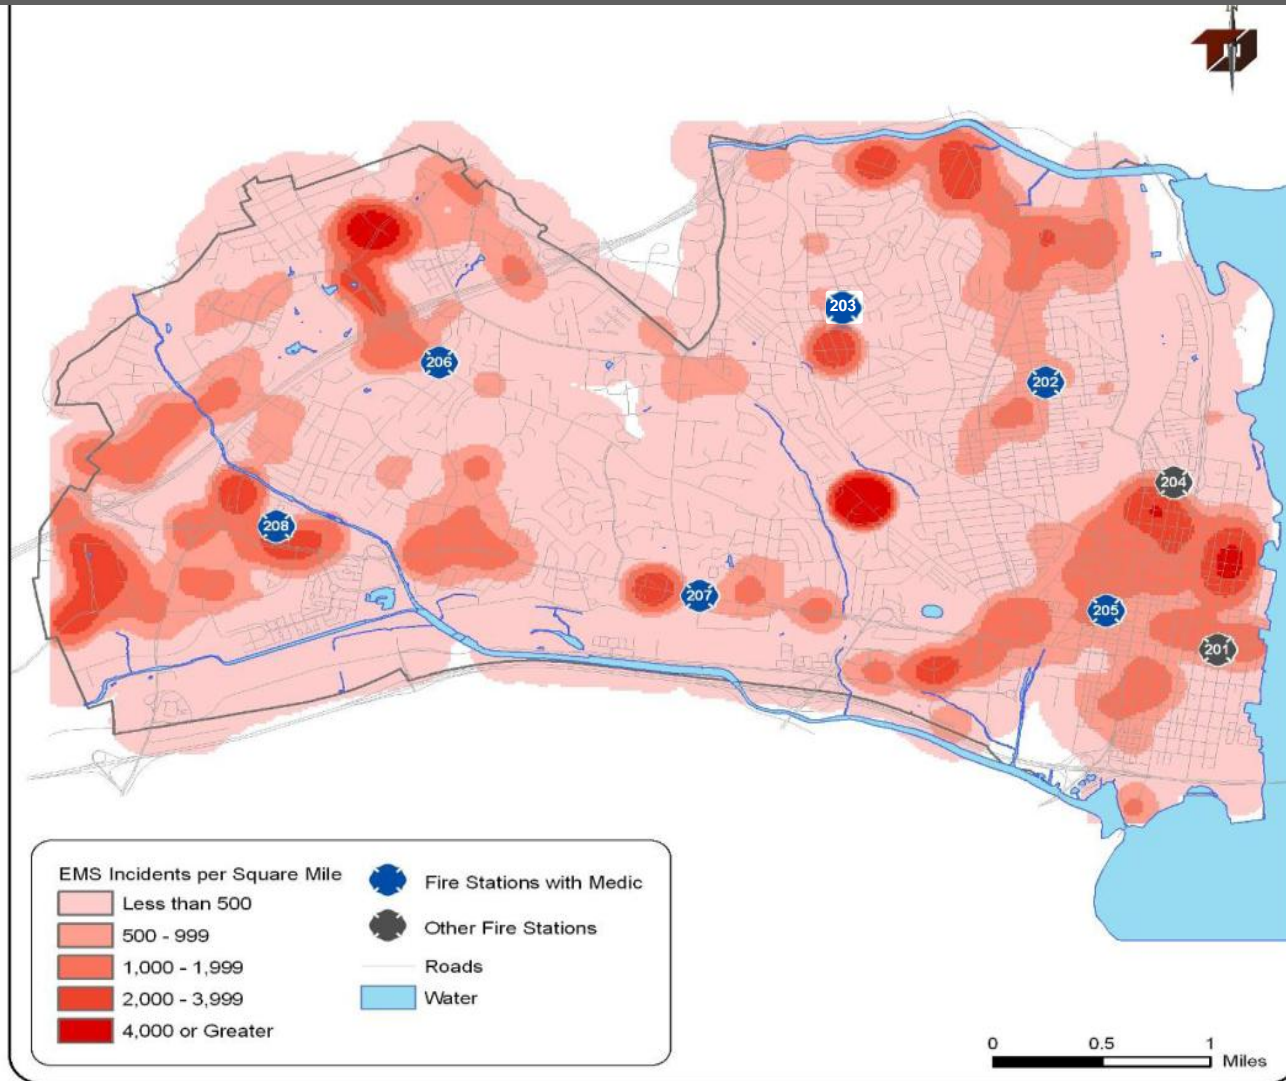 N
203
206
202
204
208
207
205
201
EMS Incidents per Square Mile
Less than 500
500 - 999
1,000 - 1,999
2,000 - 3,999
4,000 or Greater
Fire Stations with Medic
Other Fire Stations
Roads
Water
0 0.5 1
Miles